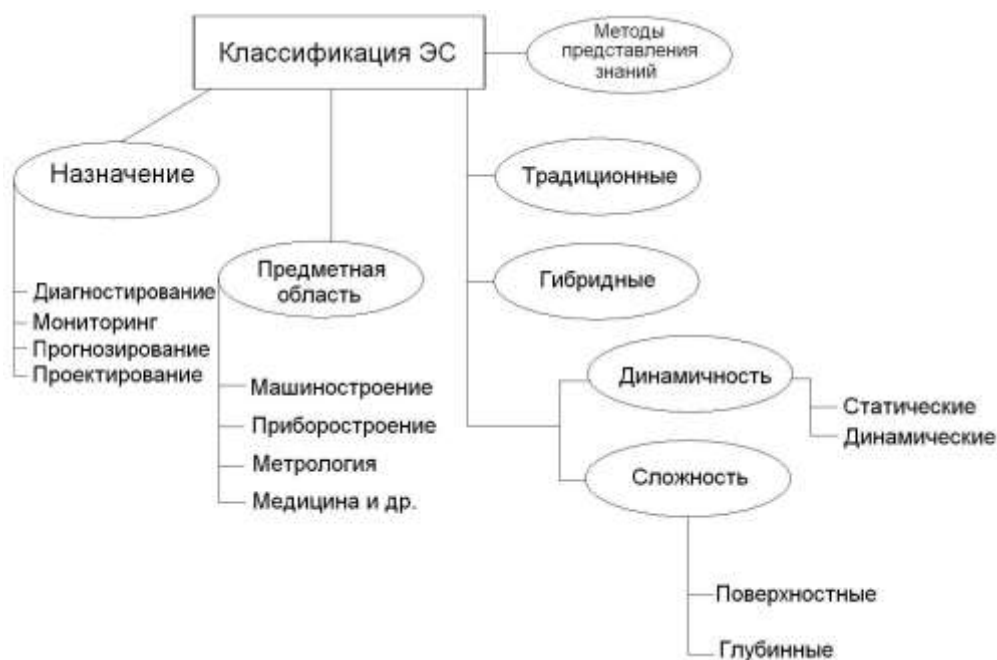 Классификация ЭС
Методы
представления
знаний
Назначение
Диагностирование
Мониторинг
Прогнозирование
Проектирование
Предметная
область
Машиностроение
Приборостроение
Метрология
Медицина и др.
Традиционные
Гибридные
Динамичность
Статические
Динамические
Сложность
Поверхностные
Глубинные